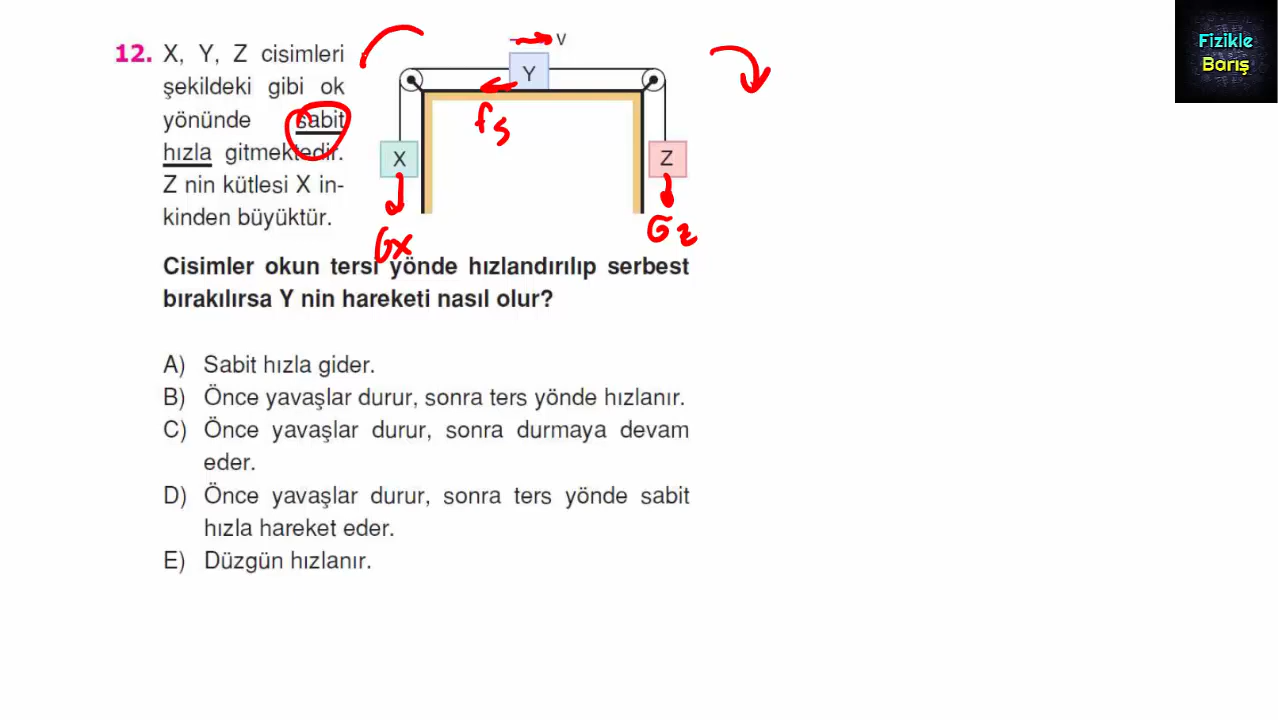 Fizikle
Barış
12. X, Y, Z cisimleri
şekildeki gibi ok
yönünde sabit
hızla gitmektedir.
Z nin kütlesi X in-
kinden büyüktür.
v
Y
fs
X
Z
Gx
Gz
Cisimler okun tersi yönde hızlandırılıp serbest
bırakılırsa Y nin hareketi nasıl olur?
A) Sabit hızla gider.
B) Önce yavaşlar durur, sonra ters yönde hızlanır.
C) Önce yavaşlar durur, sonra durmaya devam
eder.
D) Önce yavaşlar durur, sonra ters yönde sabit
hızla hareket eder.
E) Düzgün hızlanır.